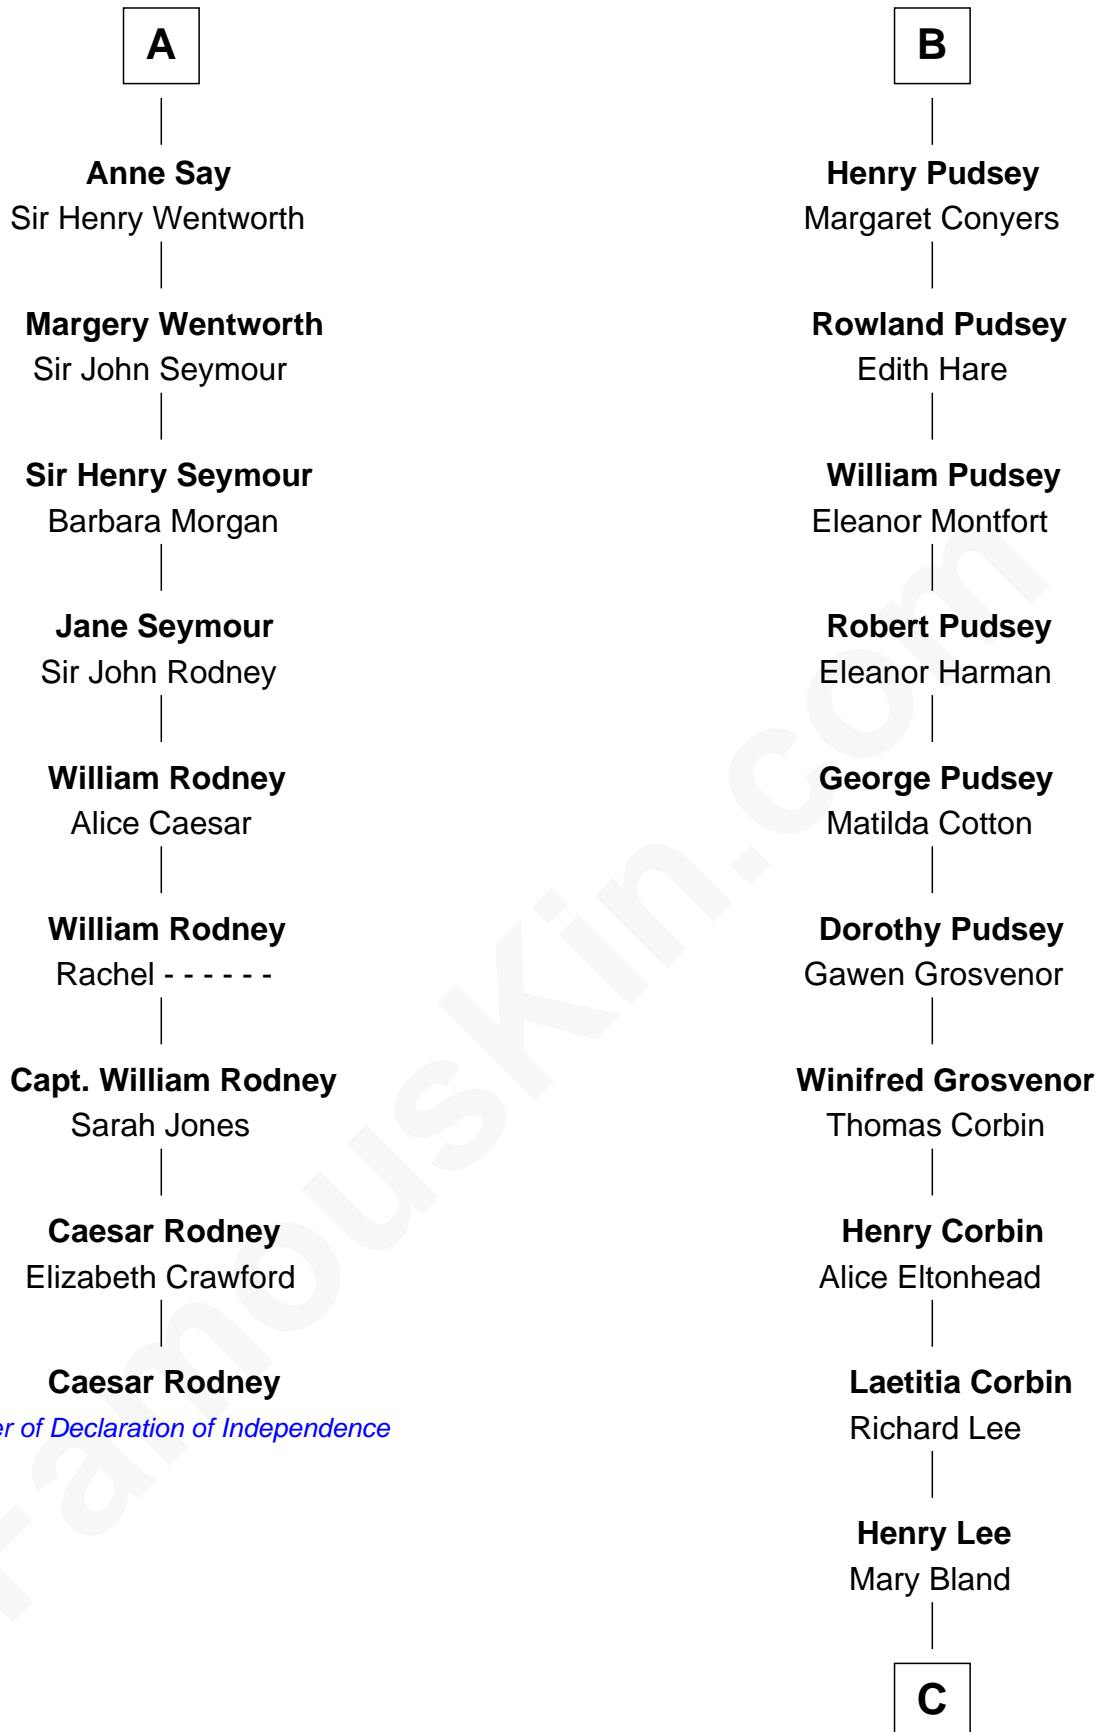 A
Anne Say
Sir Henry Wentworth
Margery Wentworth
Sir John Seymour
Sir Henry Seymour
Barbara Morgan
Jane Seymour
Sir John Rodney
William Rodney
Alice Caesar
William Rodney
Rachel - - - - - -
Capt. William Rodney
Sarah Jones
Caesar Rodney
Elizabeth Crawford
Caesar Rodney
of Declaration of Independence
B
Henry Pudsey
Margaret Conyers
Rowland Pudsey
Edith Hare
William Pudsey
Eleanor Montfort
Robert Pudsey
Eleanor Harman
George Pudsey
Matilda Cotton
Dorothy Pudsey
Gawen Grosvenor
Winifred Grosvenor
Thomas Corbin
Henry Corbin
Alice Eltonhead
Laetitia Corbin
Richard Lee
Henry Lee
Mary Bland
C
FamousKin.com